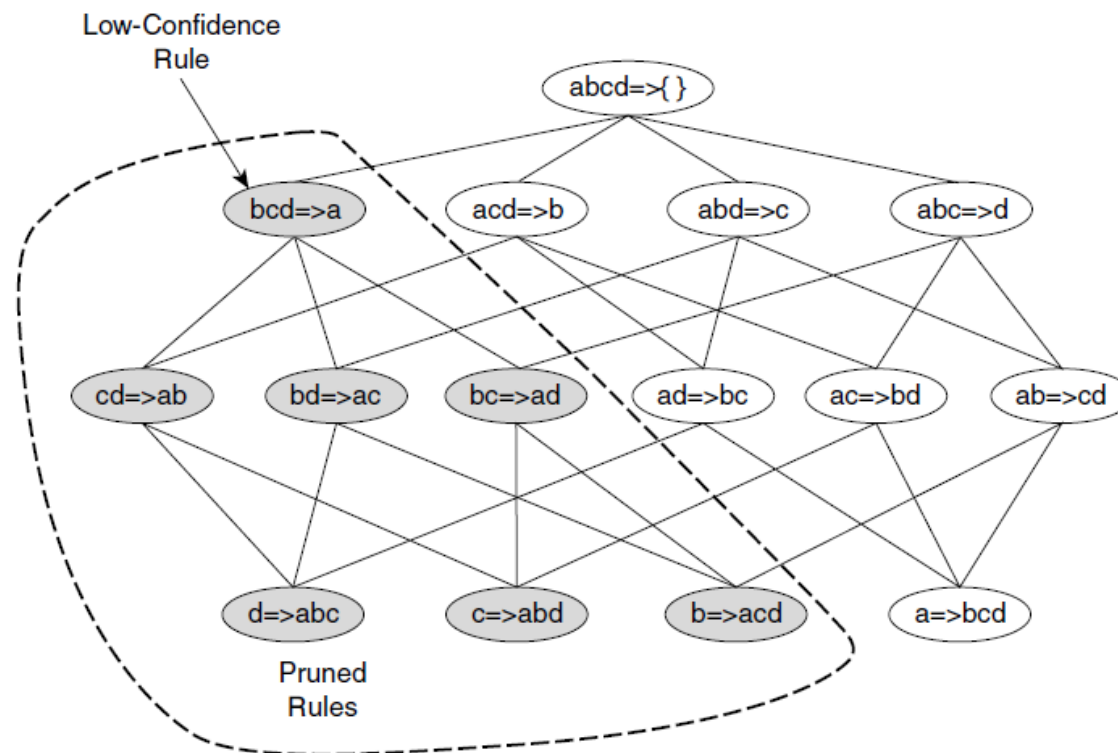 Low-Confidence
Rule
abcd=>{ }
bcd=>a
acd=>b
abd=>c
abc=>d
cd=>ab
bd=>ac
bc=>ad
ad=>bc
ac=>bd
ab=>cd
d=>abc
c=>abd
b=>acd
a=>bcd
Pruned
Rules